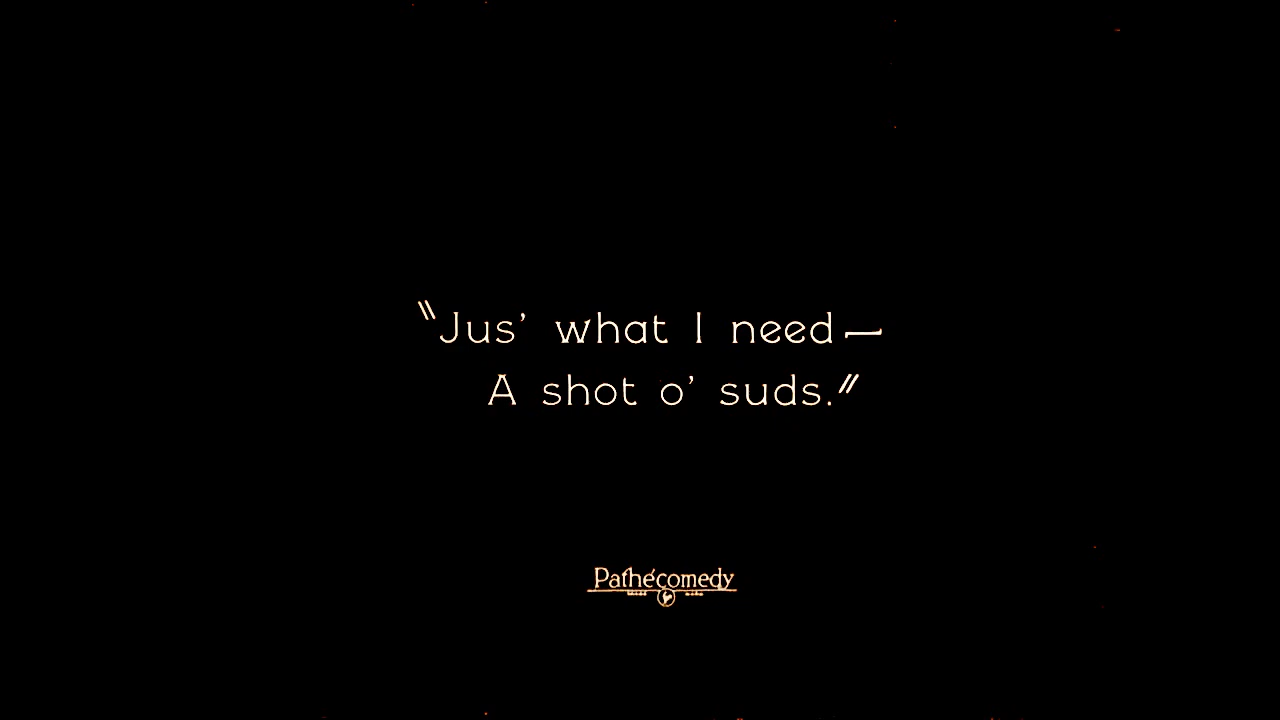 "Jus' what I need—
A shot o' suds."
Pathécomedy